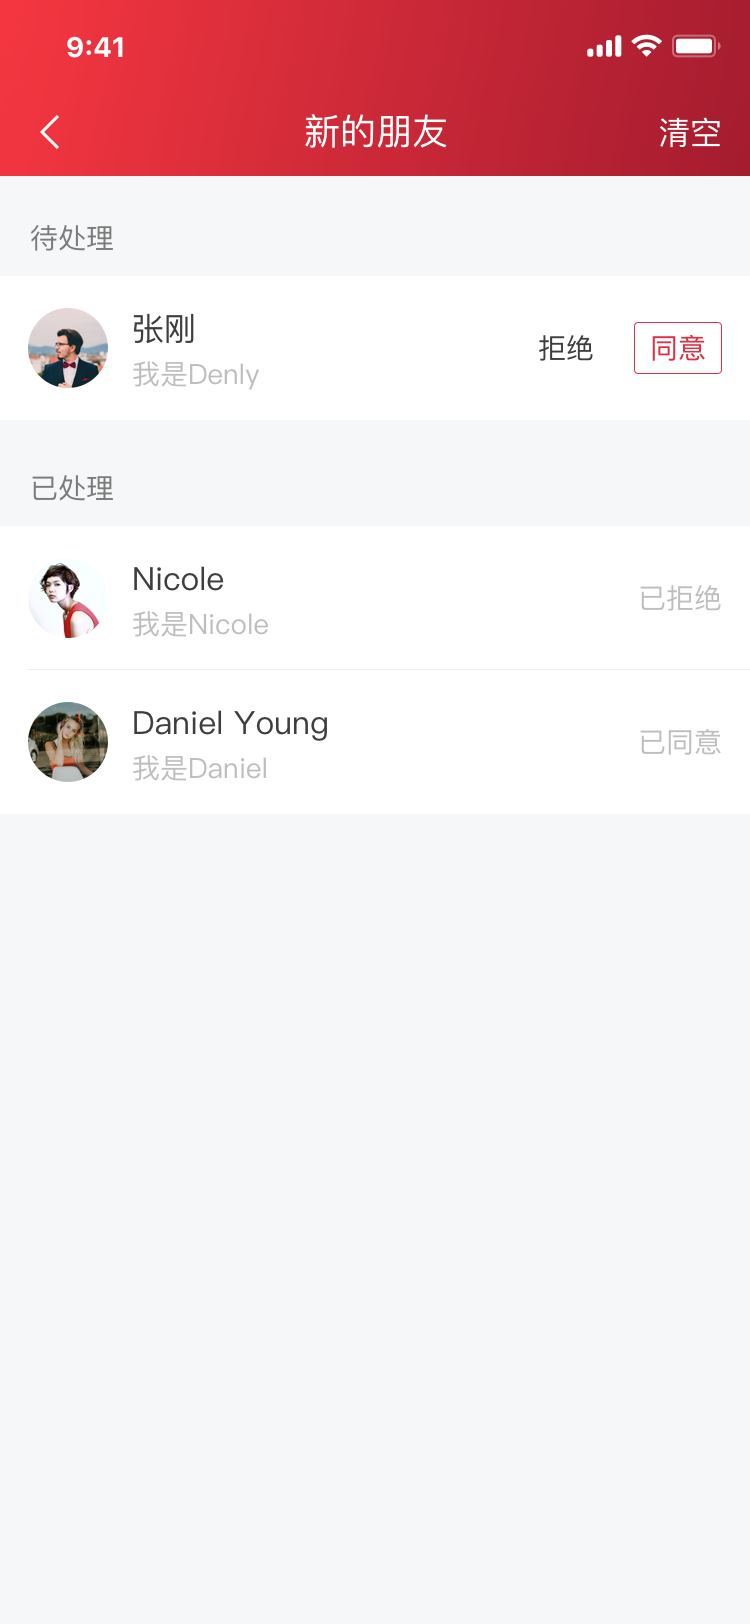 9:41
新的朋友
清空
待处理
张刚
我是Denly
拒绝
同意
已处理
Nicole
我是Nicole
已拒绝
Daniel Young
我是Daniel
已同意